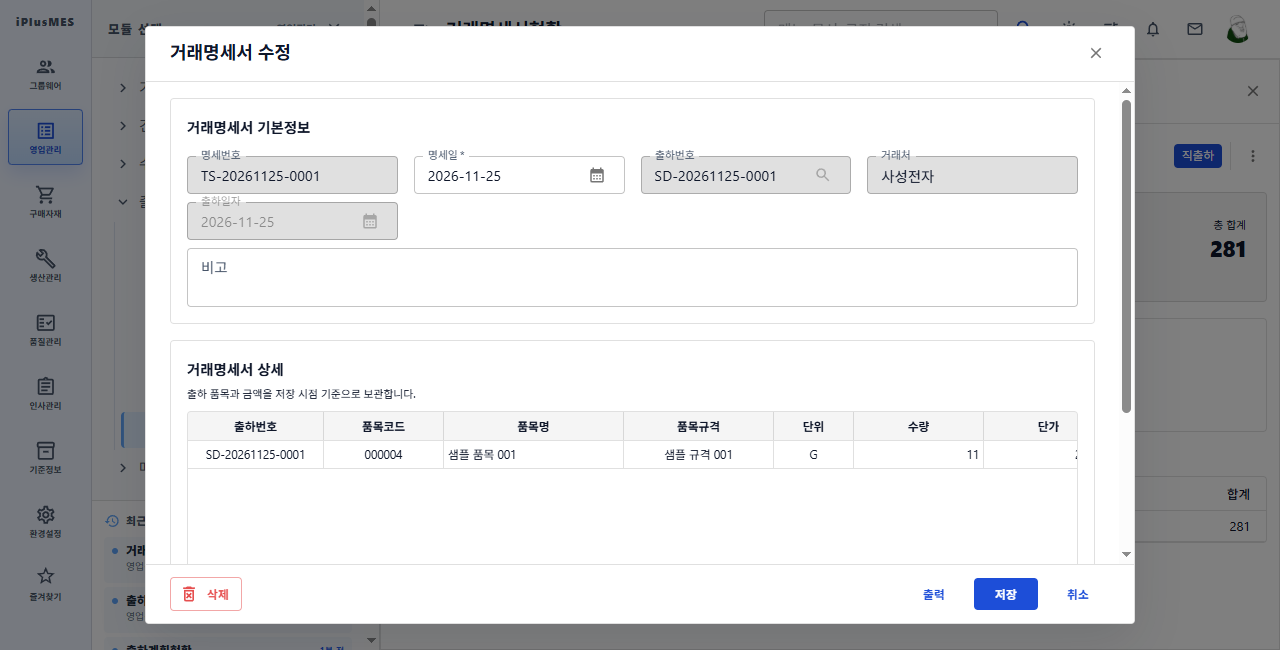 iPlusMES
그룹웨어
영업관리
구매자재
생산관리
품질관리
인사관리
기준정보
환경설정
즐겨찾기
모듈
최근
영업
영업
직출하
총 합계
281
합계
281
거래명세서 수정
거래명세서 기본정보
명세번호
TS-20261125-0001
명세일 *
2026-11-25
출하번호
SD-20261125-0001
거래처
사성전자
출하일자
2026-11-25
비고
거래명세서 상세
출하 품목과 금액을 저장 시점 기준으로 보관합니다.
출하번호 품목코드 품목명 품목규격 단위 수량 단가
SD-20261125-0001 000004 샘플 품목 001 샘플 규격 001 G 11
삭제
출력
저장
취소